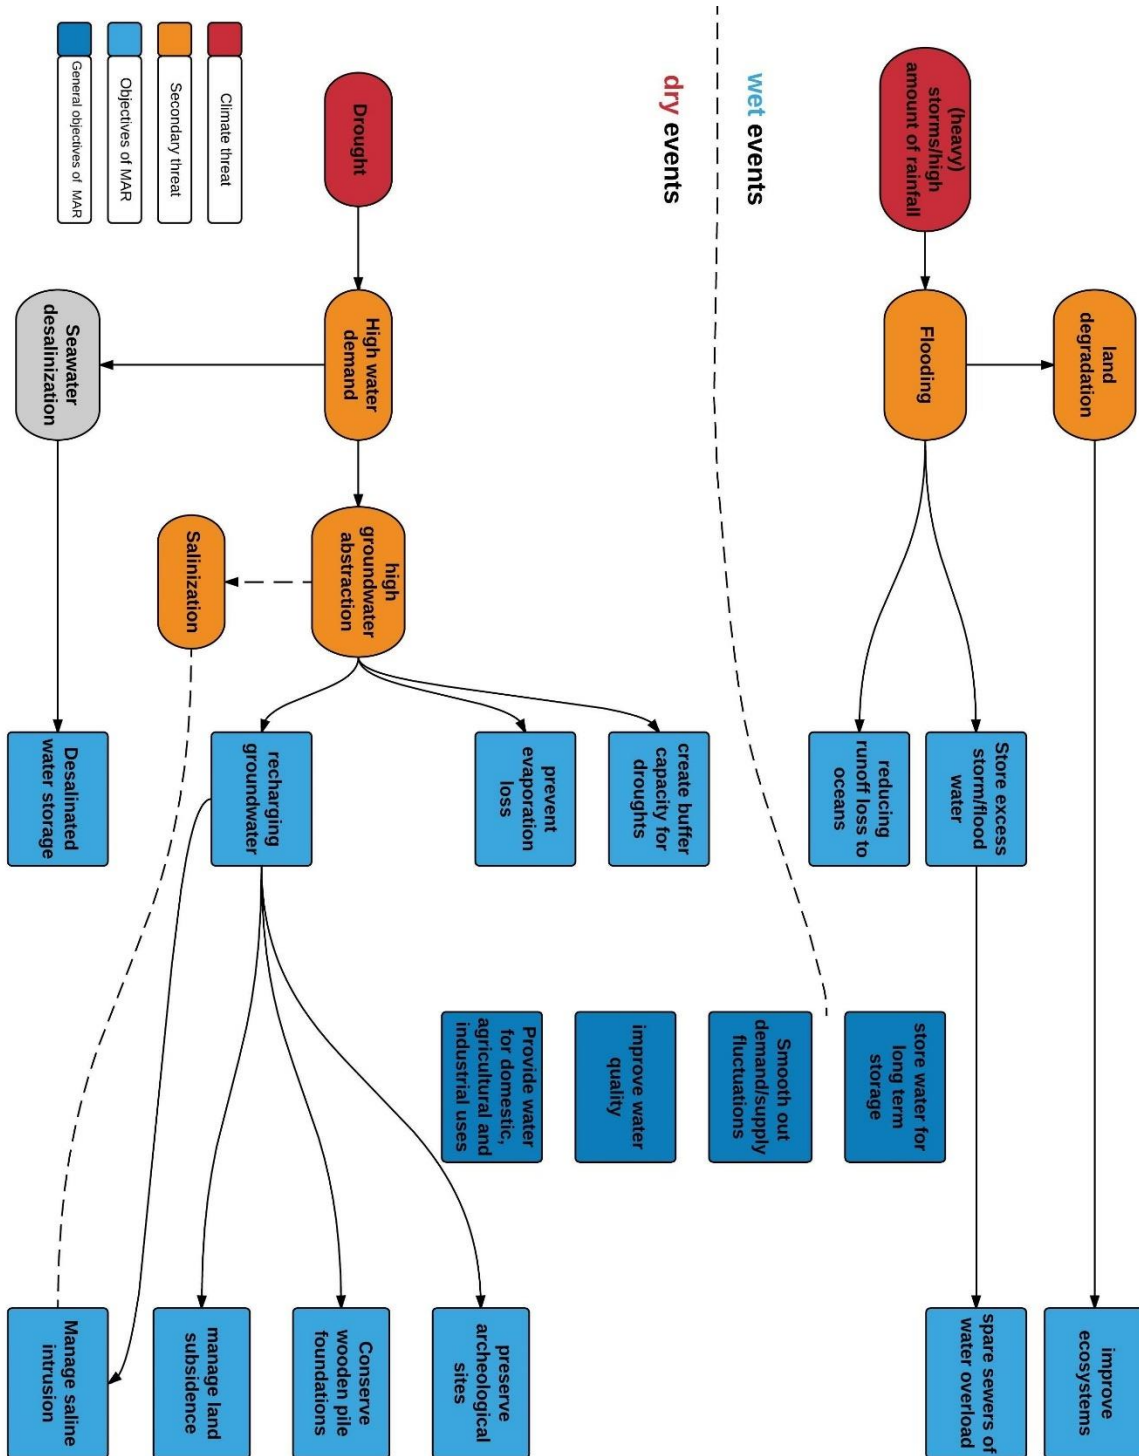 land
degradation
improve
ecosystems
(heavy)
storms/high
amount of rainfall
Flooding
Store excess
storm/flood
water
spare sewers of
water overload
reducing
runoff loss to
oceans
store water for
long term
storage
wet events
dry events
Smooth out
demand/supply
fluctuations
create buffer
capacity for
droughts
improve water
quality
prevent
evaporation
loss
Provide water
for domestic,
agricultural and
industrial uses
preserve
archeological
sites
Drought
High water
demand
high
groundwater
abstraction
Conserve
wooden pile
foundations
recharging
groundwater
Salinization
manage land
subsidence
Seawater
desalinization
Desalinated
water storage
Manage saline
intrusion
Climate threat
Secondary threat
Objectives of MAR
General objectives of MAR